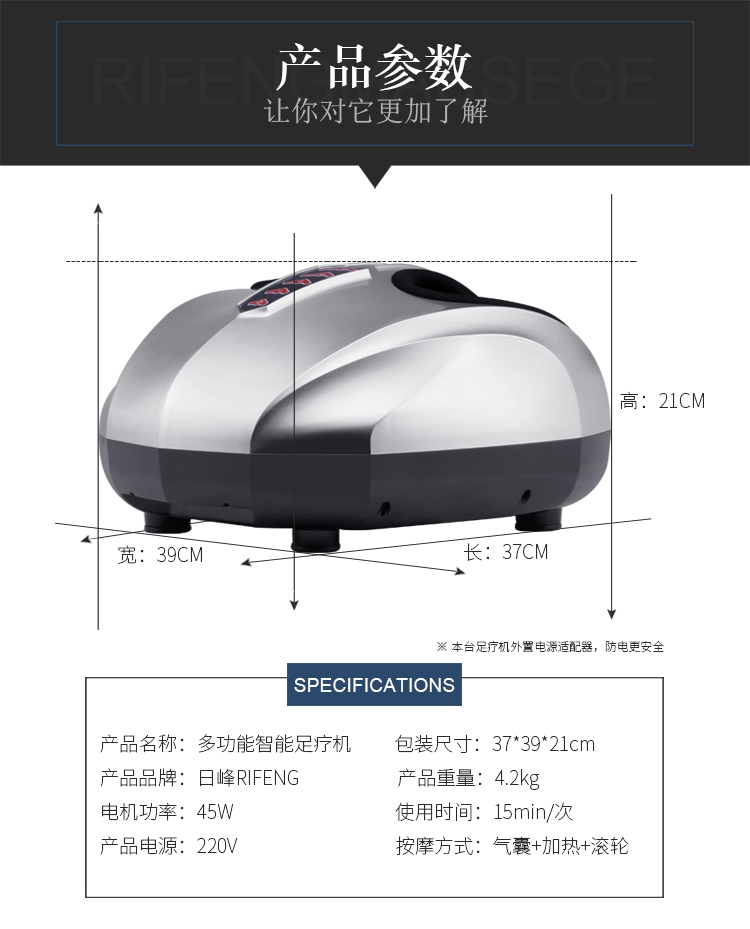 RIFENG MASSEGE
产品参数
让你对它更加了解
高：21CM
宽：39CM
长：37CM
※ 本台足疗机外置电源适配器，防电更安全
SPECIFICATIONS
产品名称：多功能智能足疗机
包装尺寸：37*39*21cm
产品品牌：日峰RIFENG
产品重量：4.2kg
电机功率：45W
使用时间：15min/次
产品电源：220V
按摩方式：气囊+加热+滚轮